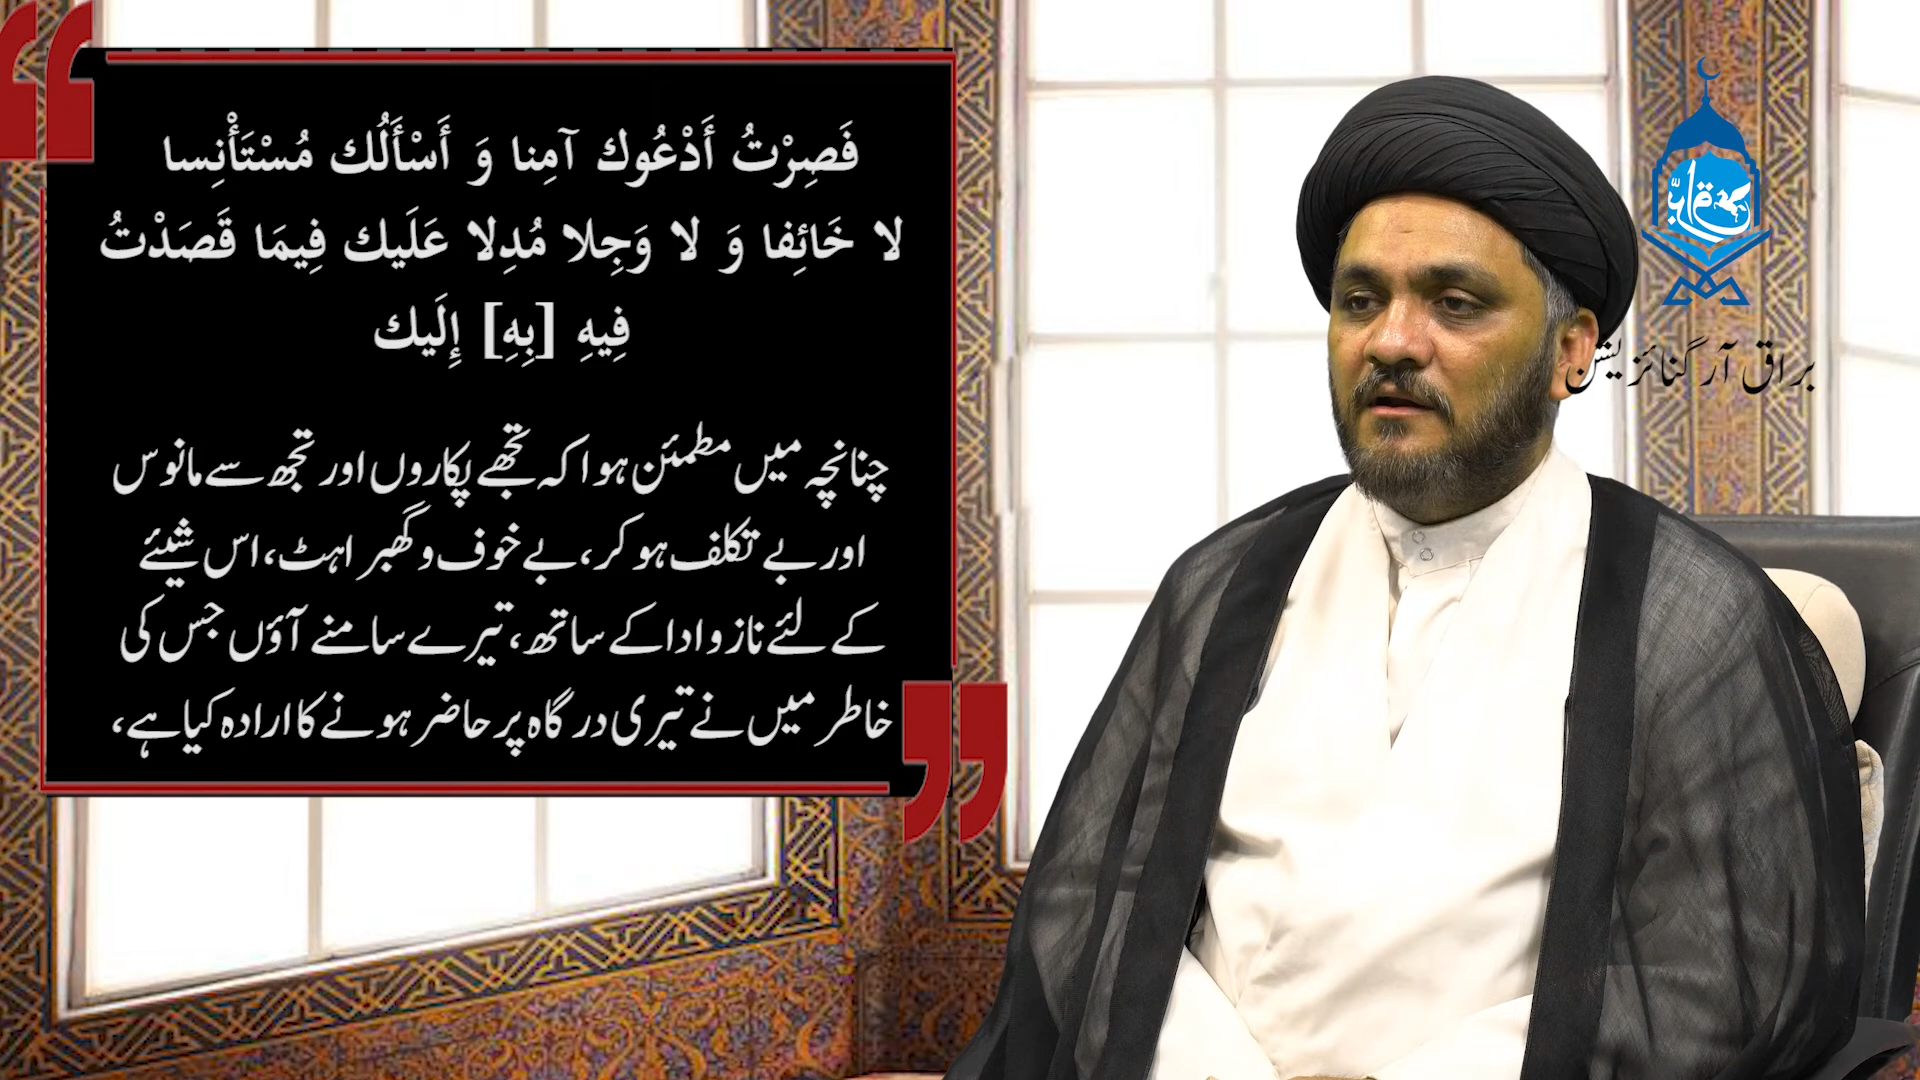 فَصِرْتُ أَدْعُوك آمِنا وَ أَسْأَلُك مُسْتَأْنِسا
لا خَائِفا وَ لا وَجِلا مُدِلا عَلَيك فِيمَا قَصَدْتُ
فِيهِ [بِهِ] إِلَيك
چنانچہ میں مطمئن ہوا کہ تجھے پکاروں اور تجھ سے مانوس
اور بے تکلف ہو کر، بے خوف و گھبراہٹ، اس شیئے
کے لئے ناز و ادا کے ساتھ، تیرے سامنے آؤں جس کی
خاطر میں نے تیری درگاہ پر حاضر ہونے کا ارادہ کیا ہے،
براق آرگنائزیشن